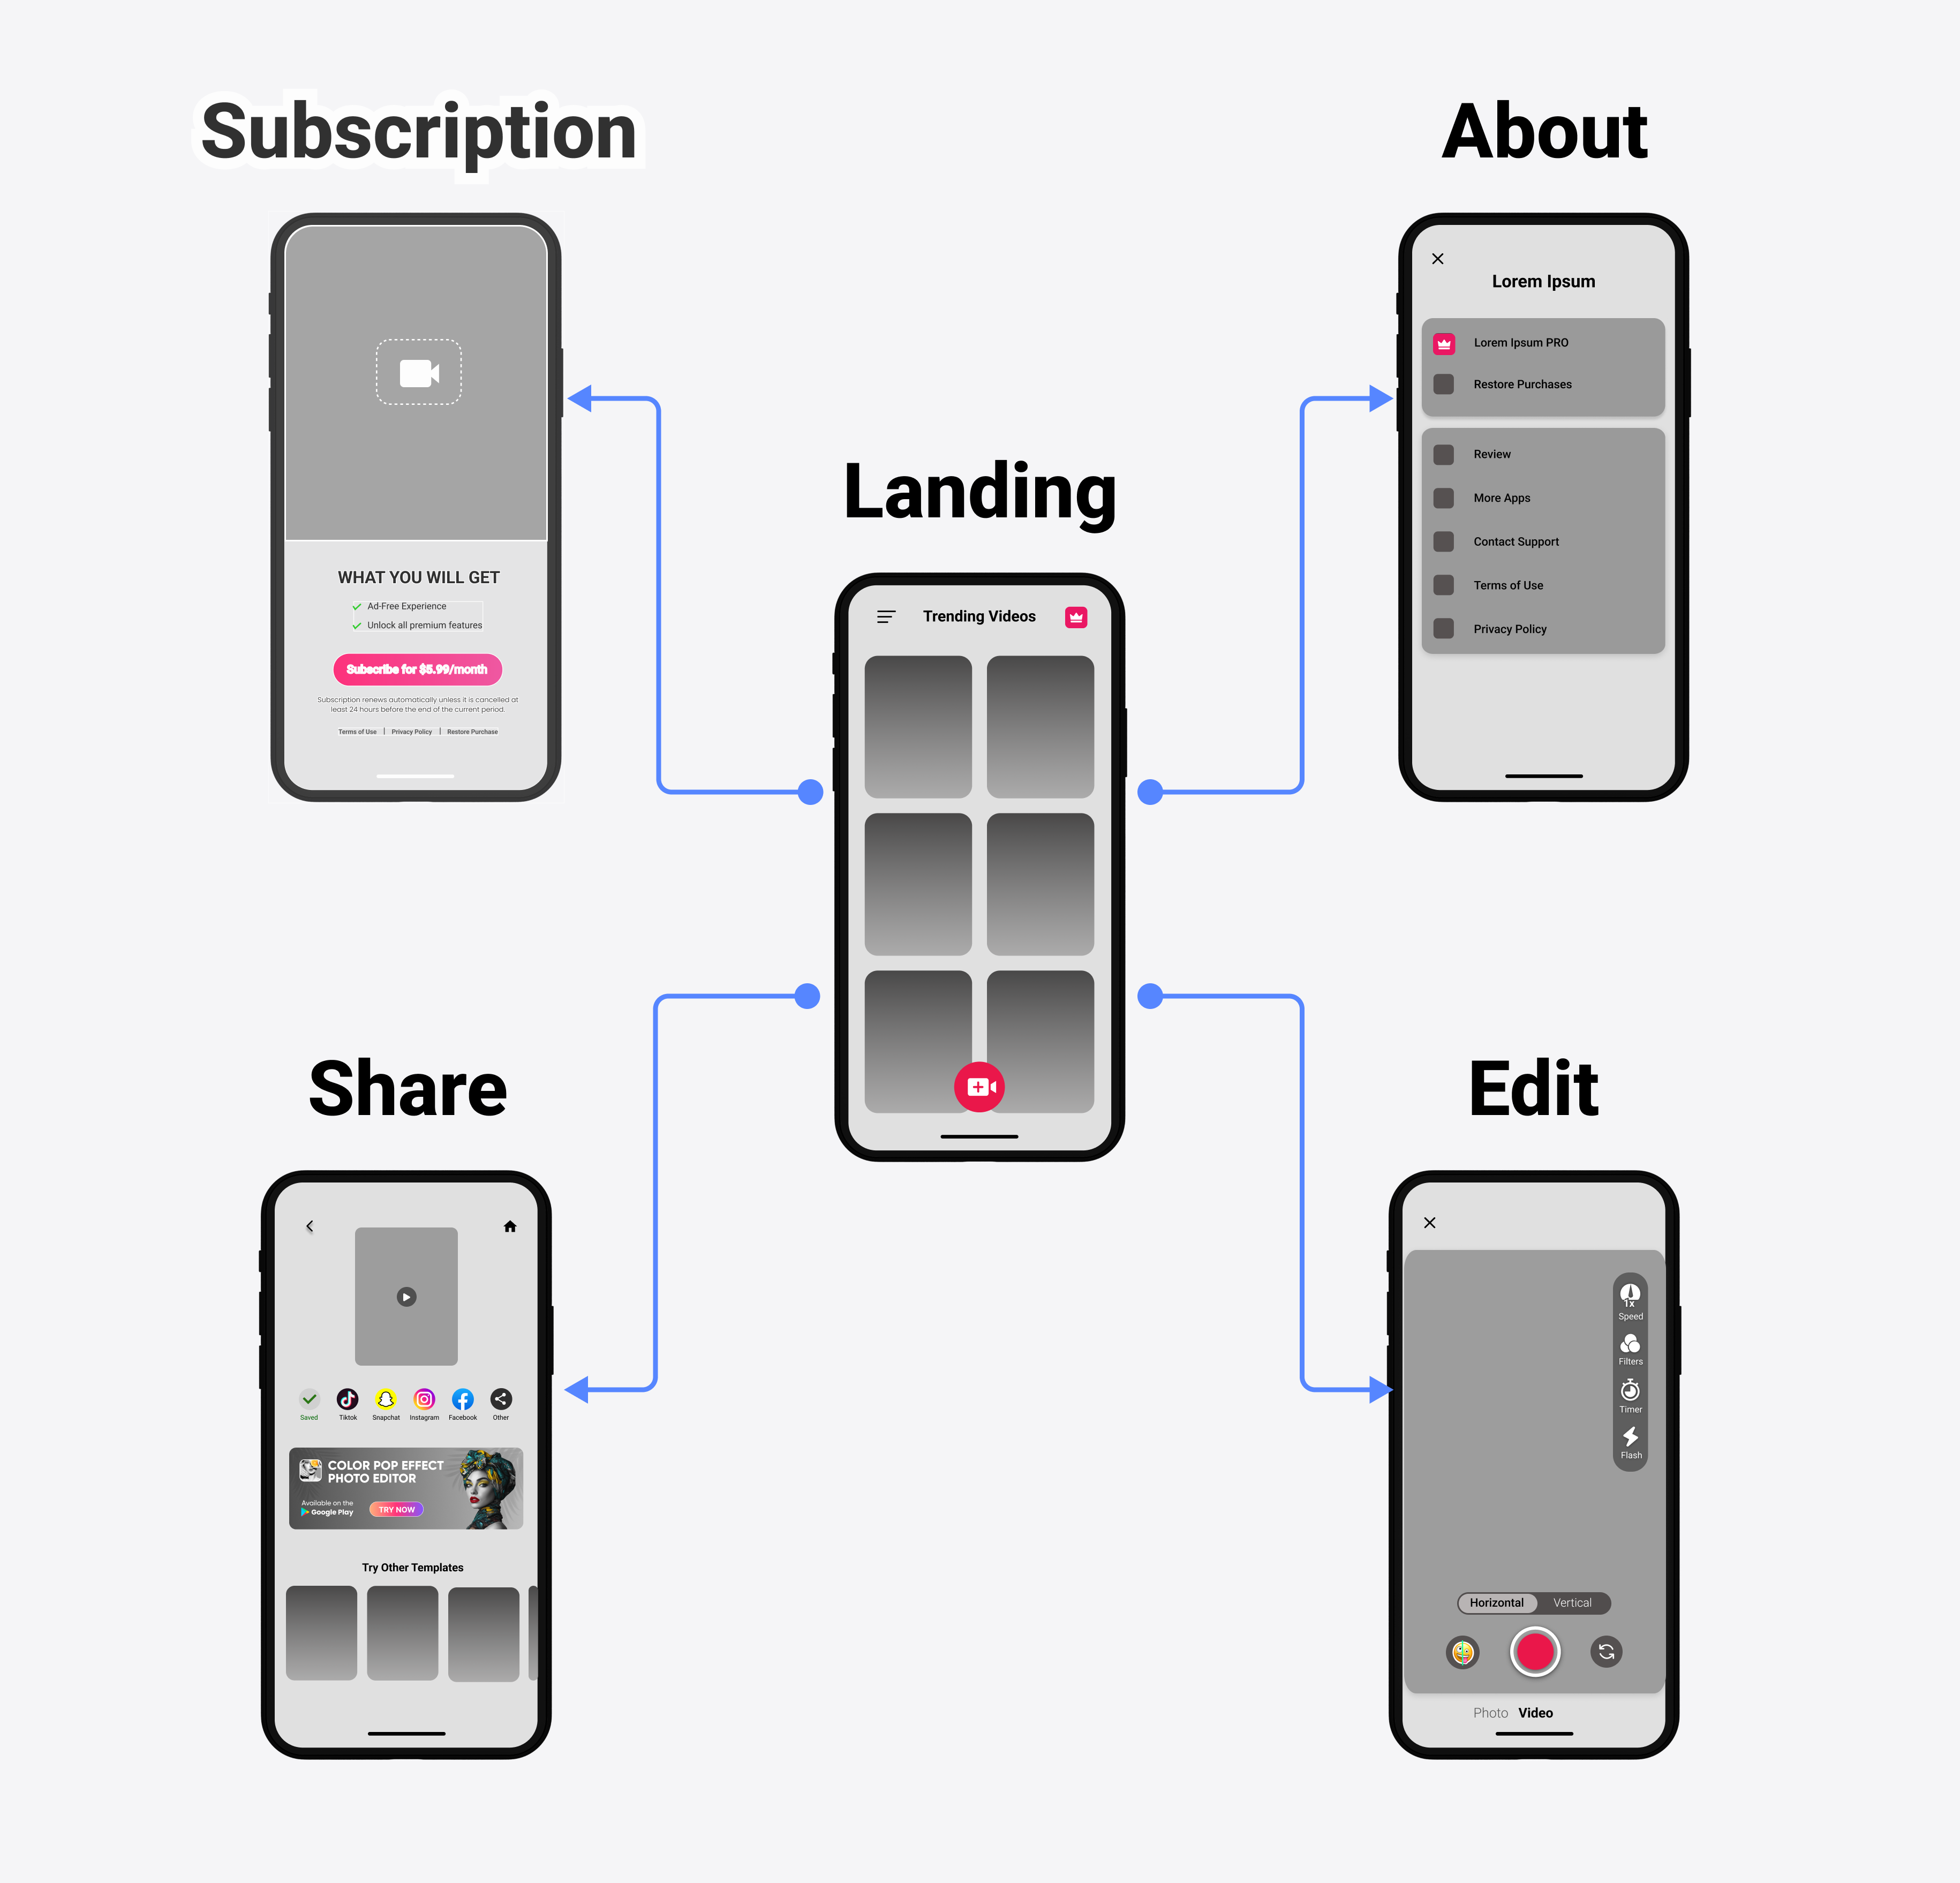 Subscription
WHAT YOU WILL GET
Ad-Free Experience
Unlock all premium features
Subscribe for $5.99/month
Subscription renews automatically unless it is cancelled at
least 24 hours before the end of the current period.
Terms of Use | Privacy Policy | Restore Purchase
About
Lorem Ipsum
Lorem Ipsum PRO
Restore Purchases
Review
More Apps
Contact Support
Terms of Use
Privacy Policy
Landing
Trending Videos
Share
Saved Tiktok Snapchat Instagram Facebook Other
COLOR POP EFFECT
PHOTO EDITOR
Available on the
Google Play
TRY NOW
Try Other Templates
Edit
1x
Speed
Filters
Timer
Flash
Horizontal Vertical
Photo Video